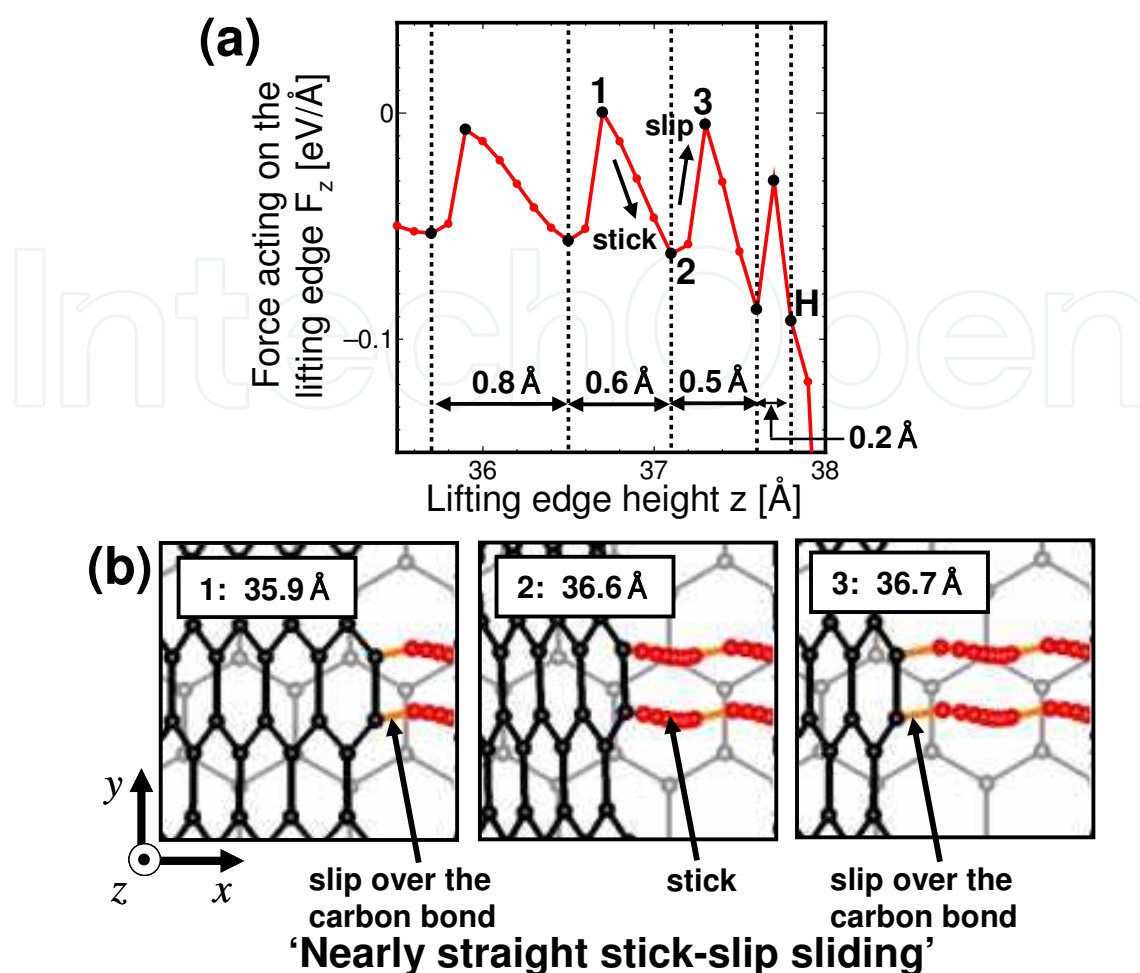 (a)
Force acting on the
lifting edge Fz [eV/Å]
0
−0.1
1
2
3
H
slip
stick
0.8 Å
0.6 Å
0.5 Å
0.2 Å
36
37
38
Lifting edge height z [Å]
IntechOpen
(b)
1: 35.9 Å
2: 36.6 Å
3: 36.7 Å
y
z
x
slip over the
carbon bond
stick
slip over the
carbon bond
‘Nearly straight stick-slip sliding’